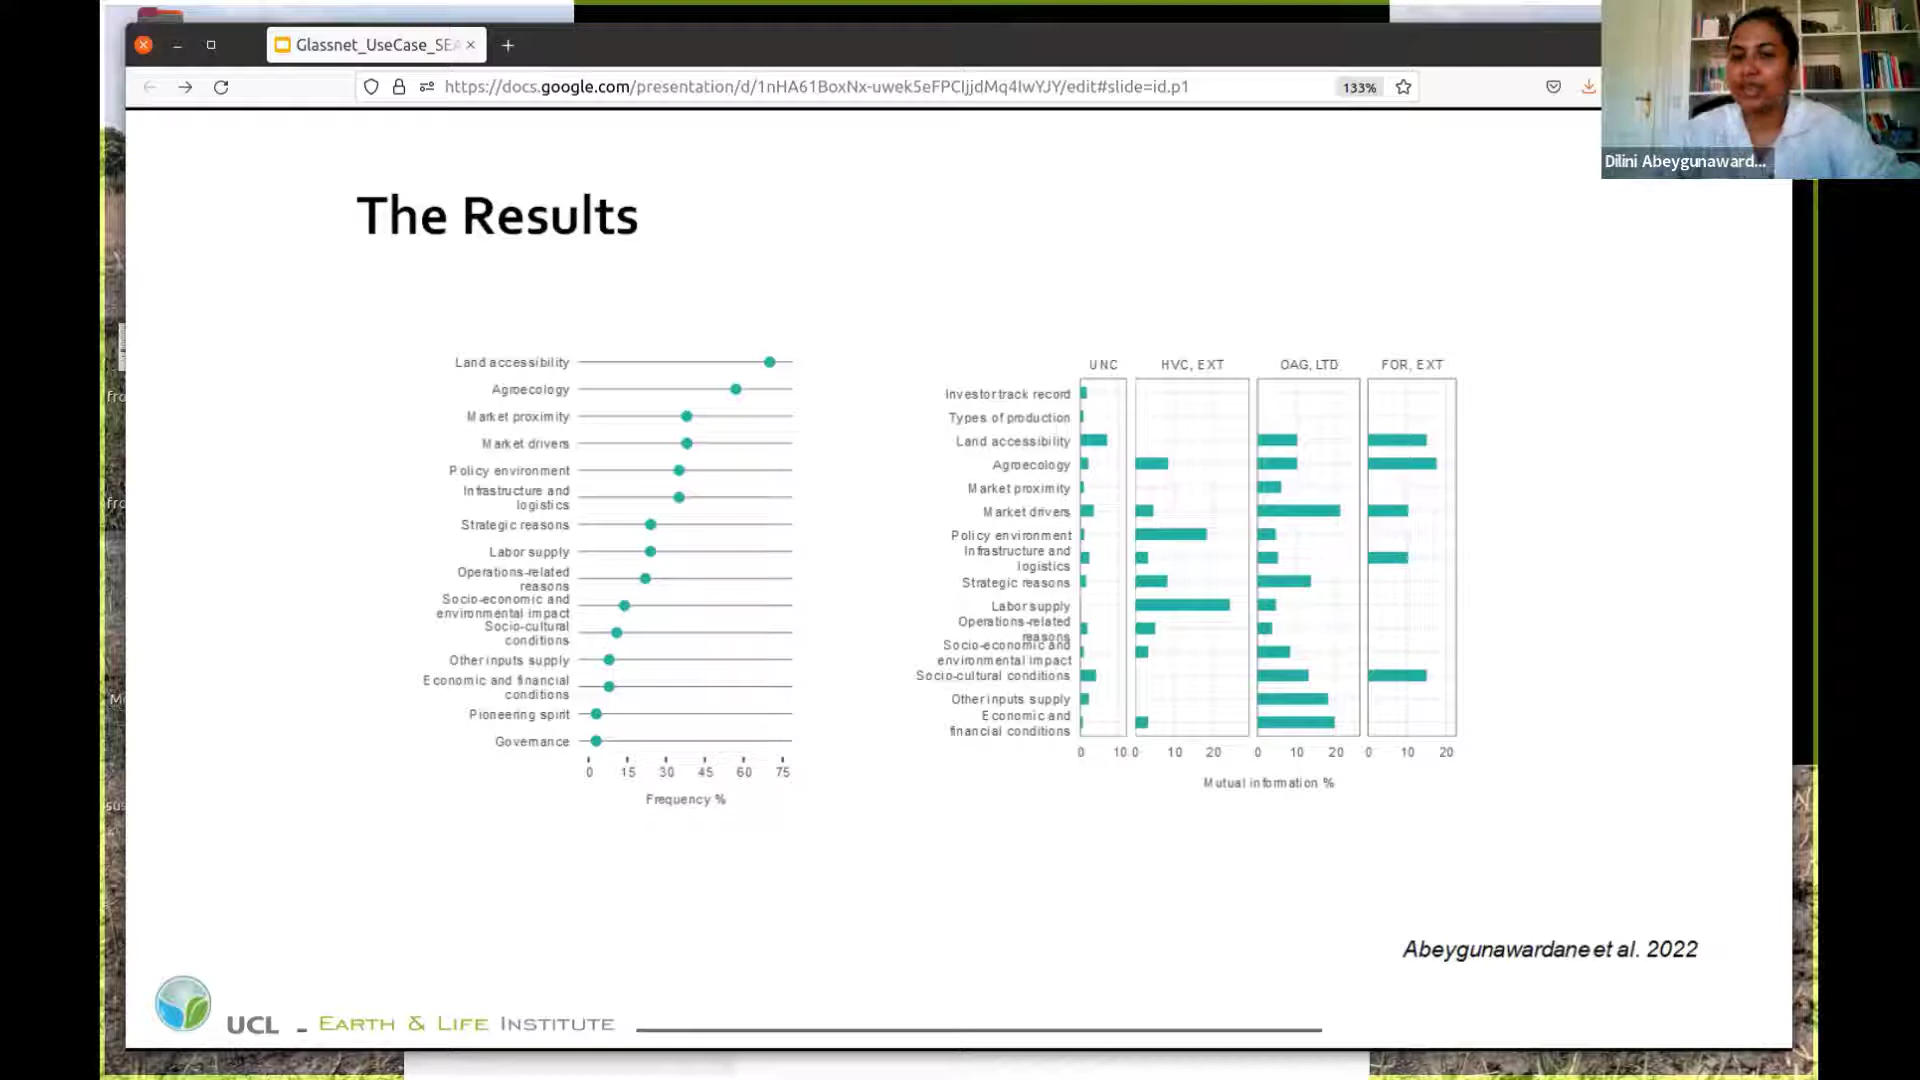 Glassnet_UseCase_SEA
https://docs.google.com/presentation/d/1nHA61BoxNx-uwek5eFPCIjjdMq4IwYJY/edit#slide=id.p1
133%
Dilini Abeygunaward...
The Results
Land accessibility
Agroecology
Market proximity
Market drivers
Policy environment
Infrastructure and
logistics
Strategic reasons
Labor supply
Operations-related
reasons
Socio-economic and
environmental impact
Socio-cultural
conditions
Other inputs supply
Economic and financial
conditions
Pioneering spirit
Governance
0 15 30 45 60 75
Frequency %
UNC HVC, EXT OAG, LTD FOR, EXT
Investor track record
Types of production
Land accessibility
Agroecology
Market proximity
Market drivers
Policy environment
Infrastructure and
logistics
Strategic reasons
Labor supply
Operations-related
reasons
Socio-economic and
environmental impact
Socio-cultural conditions
Other inputs supply
Economic and
financial conditions
0 10 0 10 20 0 10 20 0 10 20
Mutual information %
Abeygunawardane et al. 2022
UCL - EARTH & LIFE INSTITUTE
fro
fro
Mo
sus